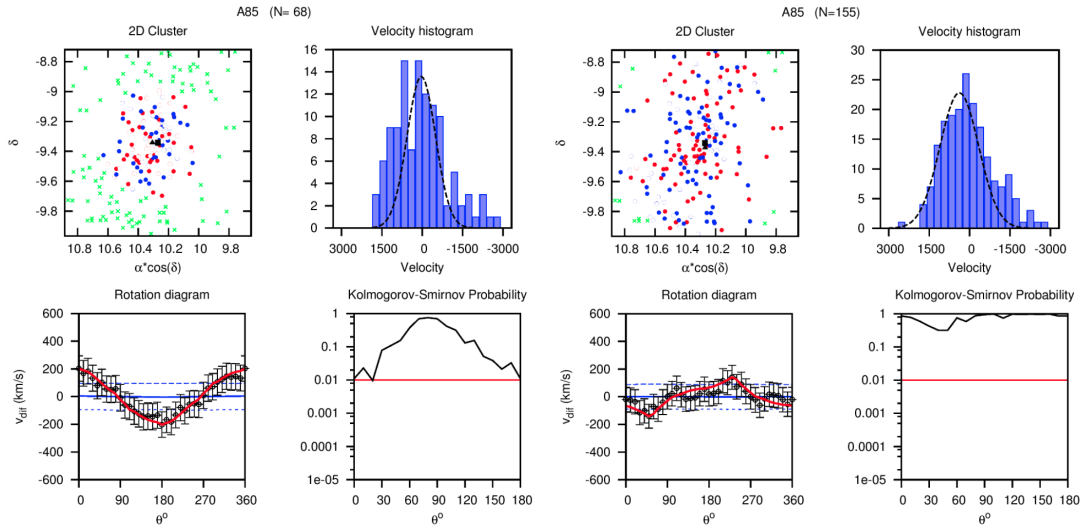 A85 (N= 68)
A85 (N=155)
2D Cluster
Velocity histogram
2D Cluster
Velocity histogram
-8.8
-9
-9.2
-9.4
-9.6
-9.8
δ
10.8 10.6 10.4 10.2 10 9.8
α*cos(δ)
16
14
12
10
8
6
4
2
0
3000 1500 0 -1500 -3000
Velocity
-8.8
-9
-9.2
-9.4
-9.6
-9.8
δ
10.8 10.6 10.4 10.2 10 9.8
α*cos(δ)
30
25
20
15
10
5
0
3000 1500 0 -1500 -3000
Velocity
Rotation diagram
Kolmogorov-Smirnov Probability
Rotation diagram
Kolmogorov-Smirnov Probability
600
400
200
0
-200
-400
-600
v_dif (km/s)
0 90 180 270 360
θ°
1
0.1
0.01
0.001
0.0001
1e-05
0 30 60 90 120 150 180
θ°
600
400
200
0
-200
-400
-600
v_dif (km/s)
0 90 180 270 360
θ°
1
0.1
0.01
0.001
0.0001
1e-05
0 30 60 90 120 150 180
θ°